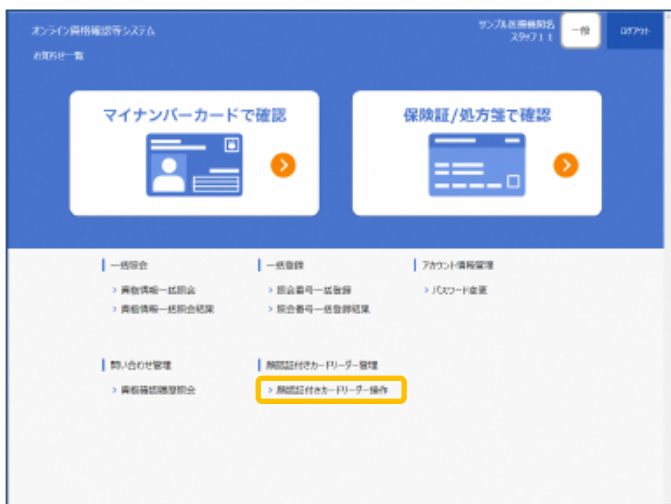 オンライン資格確認等システム
サンプル医療機関名
スタッフ１１
一般
ログアウト
お知らせ一覧
マイナンバーカードで確認
保険証/処方箋で確認
一括照会
一括登録
アカウント情報管理
> 資格情報一括照会
> 照会番号一括登録
> パスワード変更
> 資格情報一括照会結果
> 照会番号一括登録結果
問い合わせ管理
顔認証付きカードリーダー管理
> 資格確認履歴照会
> 顔認証付きカードリーダー操作